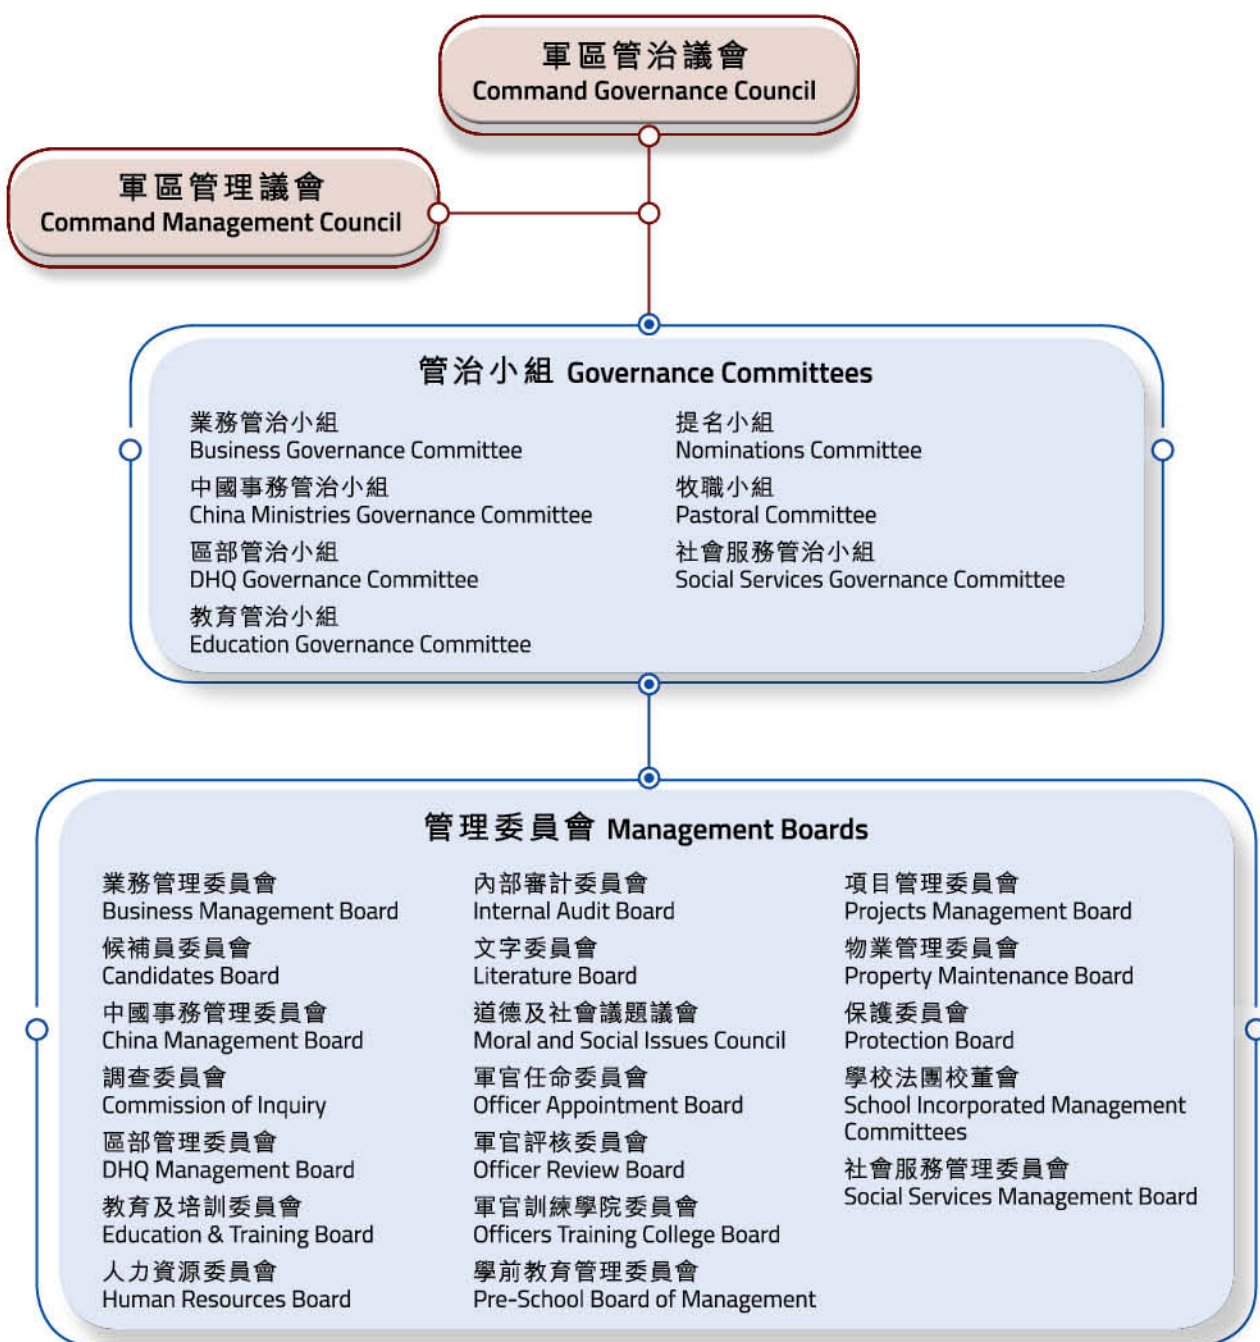 軍區管治議會
Command Governance Council
軍區管理議會
Command Management Council
管治小組 Governance Committees
業務管治小組
Business Governance Committee
中國事務管治小組
China Ministries Governance Committee
區部管治小組
DHQ Governance Committee
教育管治小組
Education Governance Committee
提名小組
Nominations Committee
牧職小組
Pastoral Committee
社會服務管治小組
Social Services Governance Committee
管理委員會 Management Boards
業務管理委員會
Business Management Board
候補員委員會
Candidates Board
中國事務管理委員會
China Management Board
調查委員會
Commission of Inquiry
區部管理委員會
DHQ Management Board
教育及培訓委員會
Education & Training Board
人力資源委員會
Human Resources Board
內部審計委員會
Internal Audit Board
文字委員會
Literature Board
道德及社會議題議會
Moral and Social Issues Council
軍官任命委員會
Officer Appointment Board
軍官評核委員會
Officer Review Board
軍官訓練學院委員會
Officers Training College Board
學前教育管理委員會
Pre-School Board of Management
項目管理委員會
Projects Management Board
物業管理委員會
Property Maintenance Board
保護委員會
Protection Board
學校法團校董會
School Incorporated Management
Committees
社會服務管理委員會
Social Services Management Board